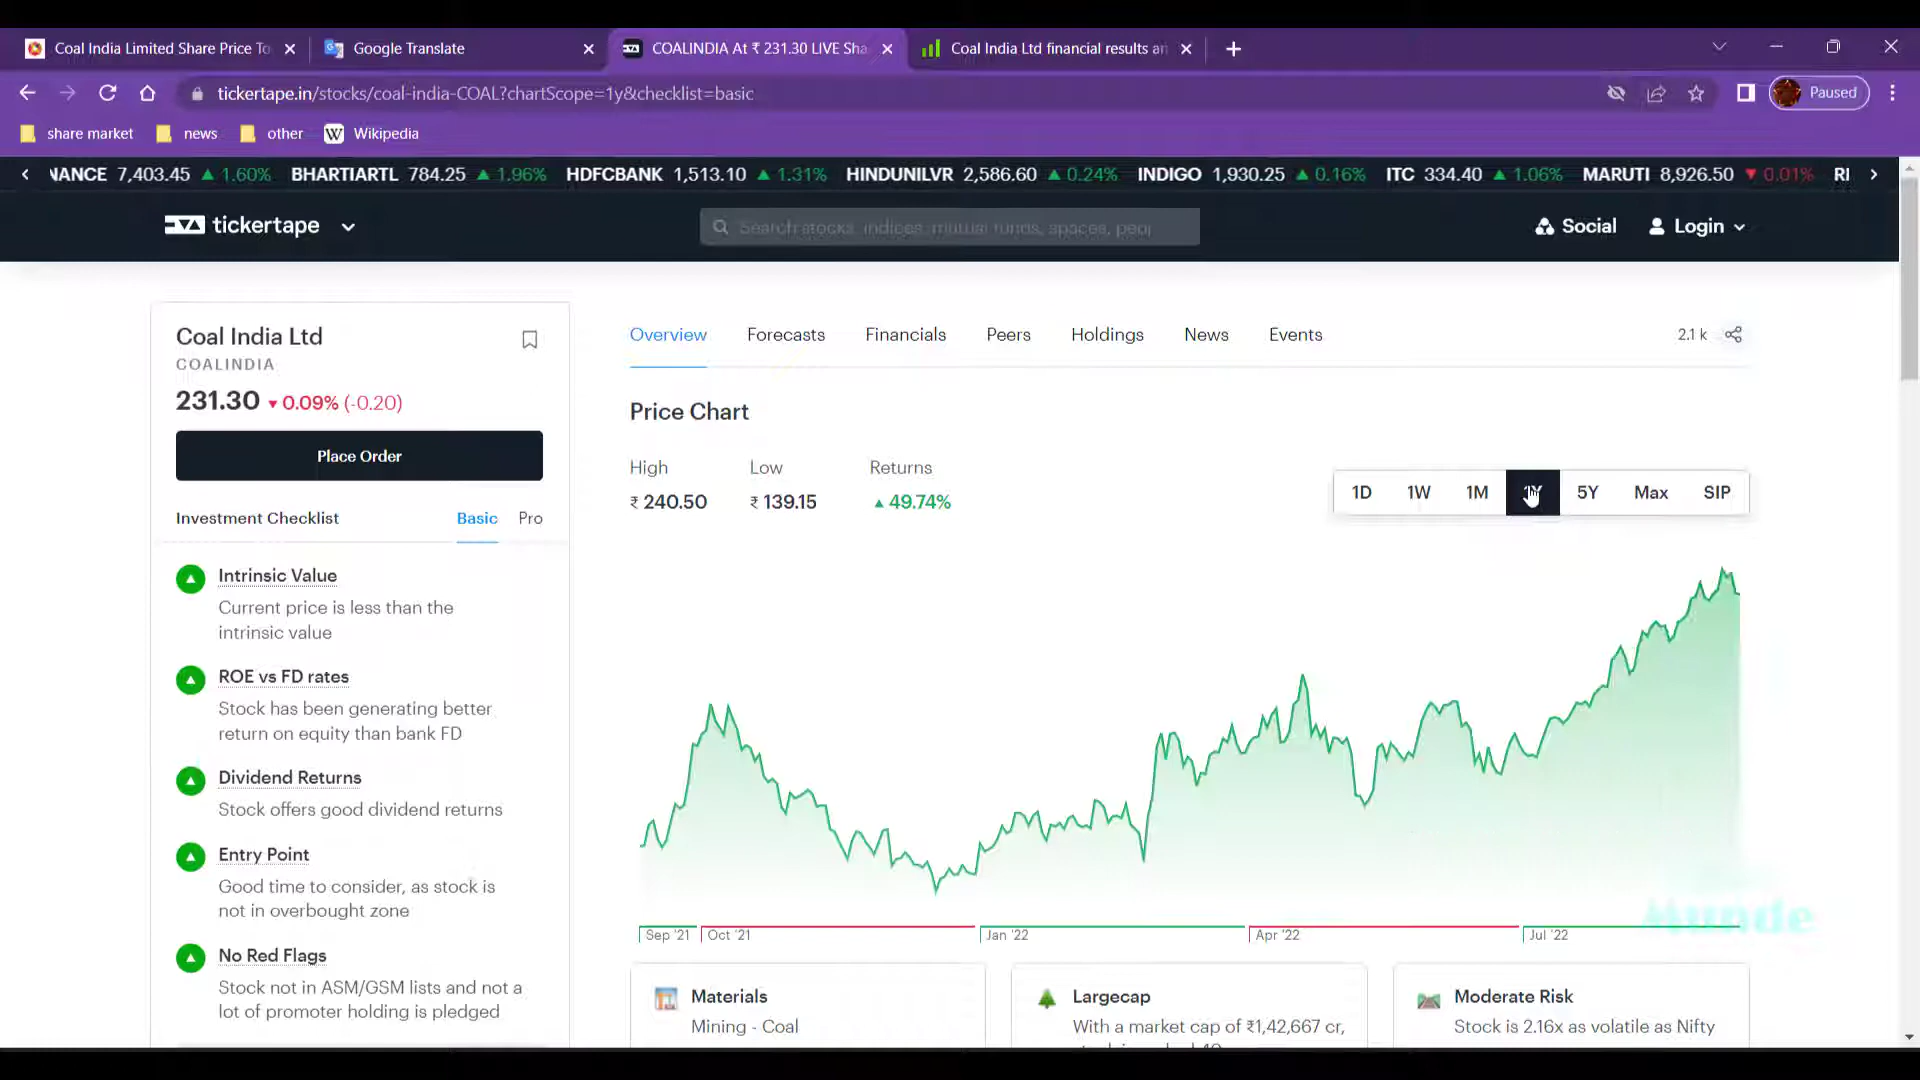 Coal India Limited Share Price To
Google Translate
COALINDIA At ₹ 231.30 LIVE Sha
Coal India Ltd financial results an
tickertape.in/stocks/coal-india-COAL?chartScope=1y&checklist=basic
Paused
share market
news
other
W Wikipedia
NANCE 7,403.45 ▲ 1.60% BHARTIARTL 784.25 ▲ 1.96% HDFCBANK 1,513.10 ▲ 1.31% HINDUNILVR 2,586.60 ▲ 0.24% INDIGO 1,930.25 ▲ 0.16% ITC 334.40 ▲ 1.06% MARUTI 8,926.50 ▼ 0.01% RI
tickertape
Search stocks, indices, mutual funds, spaces, peopl
Social
Login
Coal India Ltd
COALINDIA
231.30 ▼ 0.09% (-0.20)
Place Order
Investment Checklist
Basic
Pro
Intrinsic Value
Current price is less than the
intrinsic value
ROE vs FD rates
Stock has been generating better
return on equity than bank FD
Dividend Returns
Stock offers good dividend returns
Entry Point
Good time to consider, as stock is
not in overbought zone
No Red Flags
Stock not in ASM/GSM lists and not a
lot of promoter holding is pledged
Overview
Forecasts
Financials
Peers
Holdings
News
Events
2.1 k
Price Chart
High
Low
Returns
₹ 240.50
₹ 139.15
▲ 49.74%
1D
1W
1M
1Y
5Y
Max
SIP
Sep '21
Oct '21
Jan '22
Apr '22
Jul '22
Munde
Materials
Mining - Coal
Largecap
With a market cap of ₹1,42,667 cr,
Moderate Risk
Stock is 2.16x as volatile as Nifty